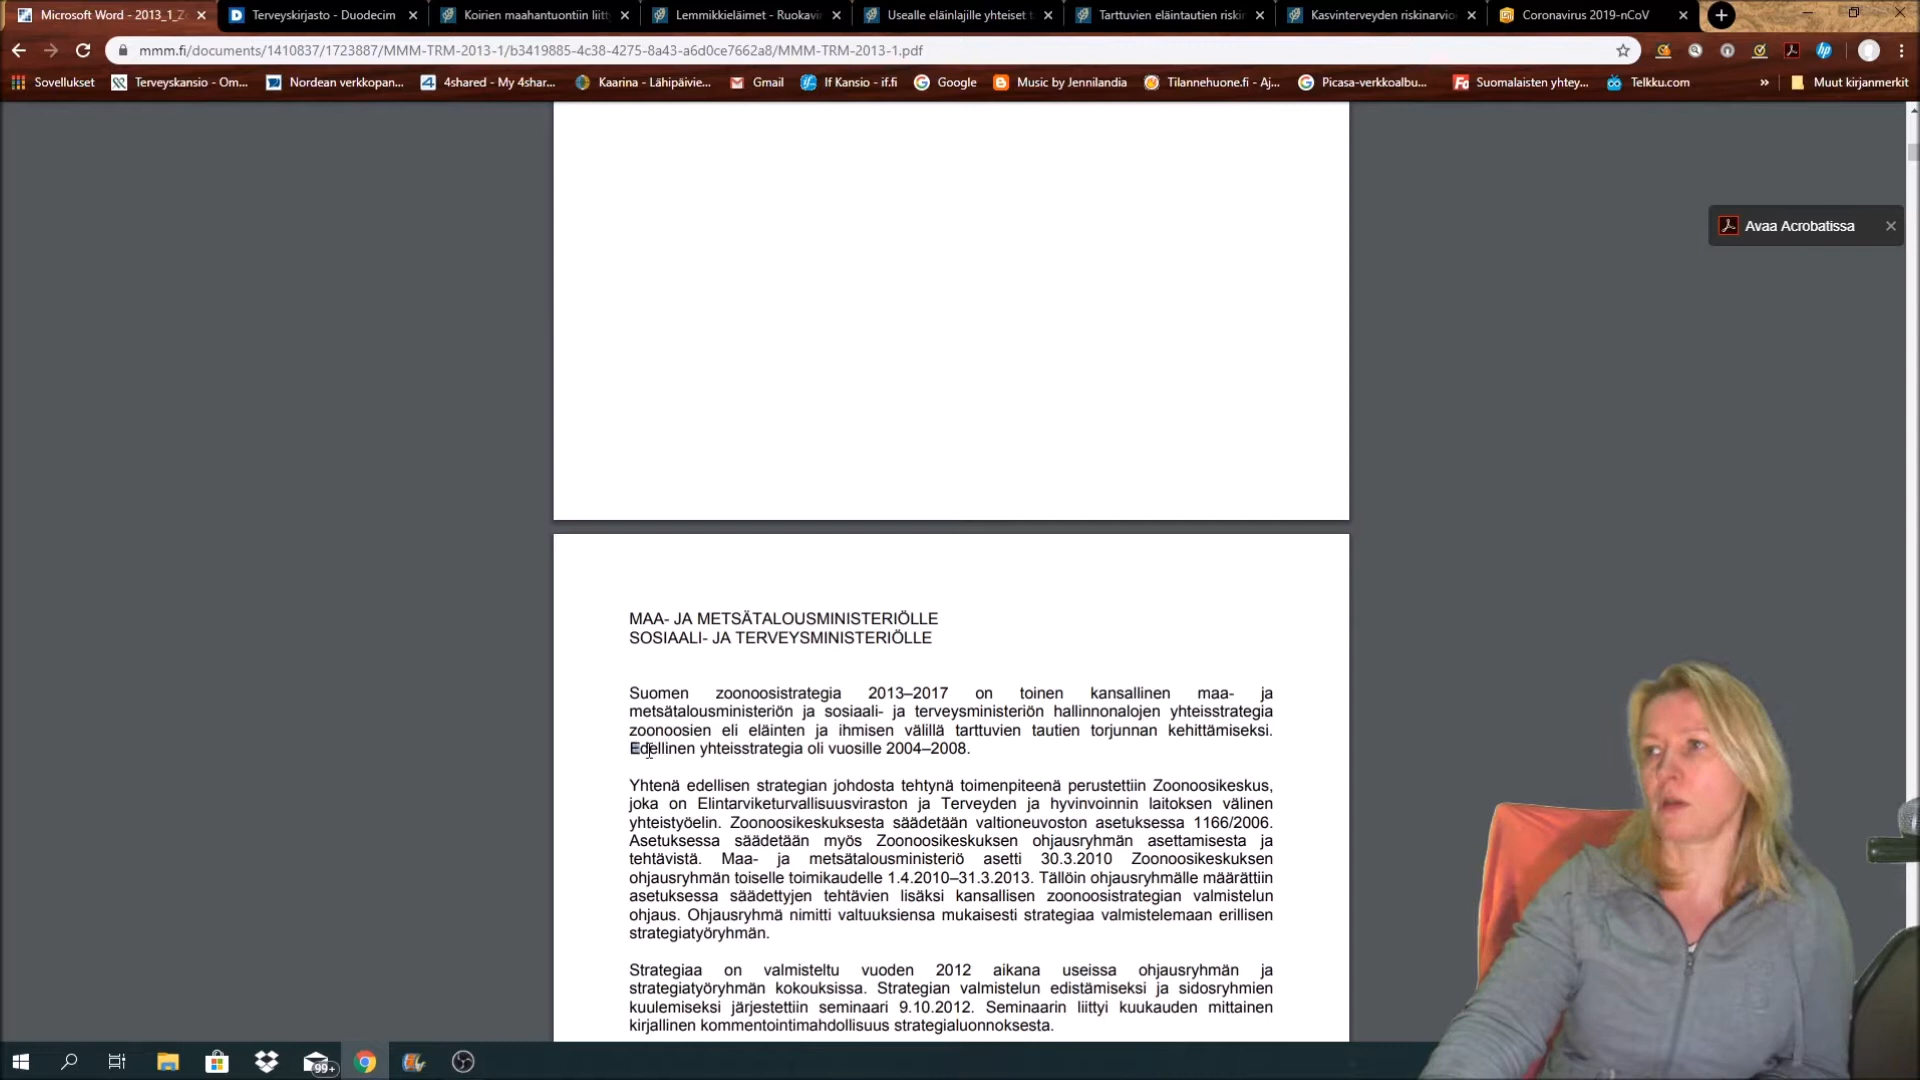 Microsoft Word - 2013_1_Z
Terveyskirjasto - Duodecim
Koirien maahantuontiin liitt
Lemmikkieläimet - Ruokavi
Usealle eläinlajille yhteiset t
Tarttuvien eläintautien riskin
Kasvinterveyden riskinarvio
Coronavirus 2019-nCoV
mmm.fi/documents/1410837/1723887/MMM-TRM-2013-1/b3419885-4c38-4275-8a43-a6d0ce7662a8/MMM-TRM-2013-1.pdf
Sovellukset
Terveyskansio - Om...
Nordean verkkopan...
4shared - My 4shar...
Kaarina - Lähipäivie...
Gmail
If Kansio - if.fi
Google
Music by Jennilandia
Tilannehuone.fi - Aj...
Picasa-verkkoalbu...
Suomalaisten yhtey...
Telkku.com
»
Muut kirjanmerkit
Avaa Acrobatissa
MAA- JA METSÄTALOUSMINISTERIÖLLE
SOSIAALI- JA TERVEYSMINISTERIÖLLE
Suomen zoonoosistrategia 2013–2017 on toinen kansallinen maa- ja
metsätalousministeriön ja sosiaali- ja terveysministeriön hallinnonalojen yhteisstrategia
zoonoosien eli eläinten ja ihmisen välillä tarttuvien tautien torjunnan kehittämiseksi.
Edellinen yhteisstrategia oli vuosille 2004–2008.
Yhtenä edellisen strategian johdosta tehtynä toimenpiteenä perustettiin Zoonoosikeskus,
joka on Elintarviketurvallisuusviraston ja Terveyden ja hyvinvoinnin laitoksen välinen
yhteistyöelin. Zoonoosikeskuksesta säädetään valtioneuvoston asetuksessa 1166/2006.
Asetuksessa säädetään myös Zoonoosikeskuksen ohjausryhmän asettamisesta ja
tehtävistä. Maa- ja metsätalousministeriö asetti 30.3.2010 Zoonoosikeskuksen
ohjausryhmän toiselle toimikaudelle 1.4.2010–31.3.2013. Tällöin ohjausryhmälle määrättiin
asetuksessa säädettyjen tehtävien lisäksi kansallisen zoonoosistrategian valmistelun
ohjaus. Ohjausryhmä nimitti valtuuksiensa mukaisesti strategiaa valmistelemaan erillisen
strategiatyöryhmän.
Strategiaa on valmisteltu vuoden 2012 aikana useissa ohjausryhmän ja
strategiatyöryhmän kokouksissa. Strategian valmistelun edistämiseksi ja sidosryhmien
kuulemiseksi järjestettiin seminaari 9.10.2012. Seminaarin liittyi kuukauden mittainen
kirjallinen kommentointimahdollisuus strategialuonnoksesta.
99+